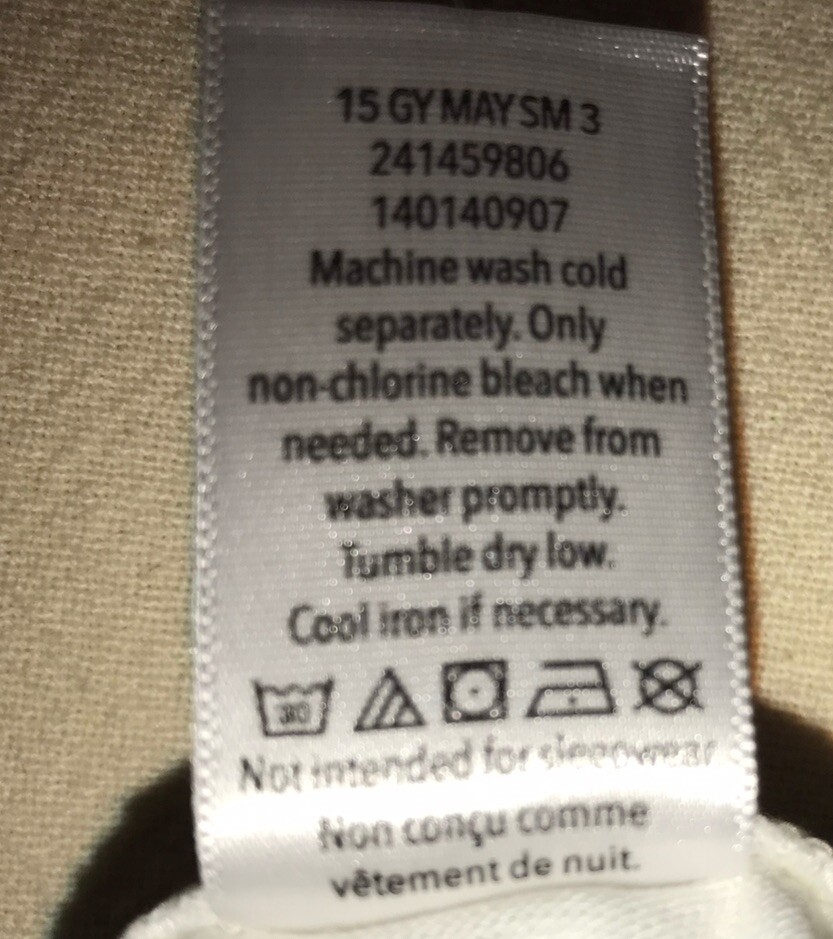 15 GY MAY SM 3
241459806
140140907
Machine wash cold
separately. Only
non-chlorine bleach when
needed. Remove from
washer promptly.
Tumble dry low.
Cool iron if necessary.
30
Not intended for sleepwear
Non conçu comme
vêtement de nuit.